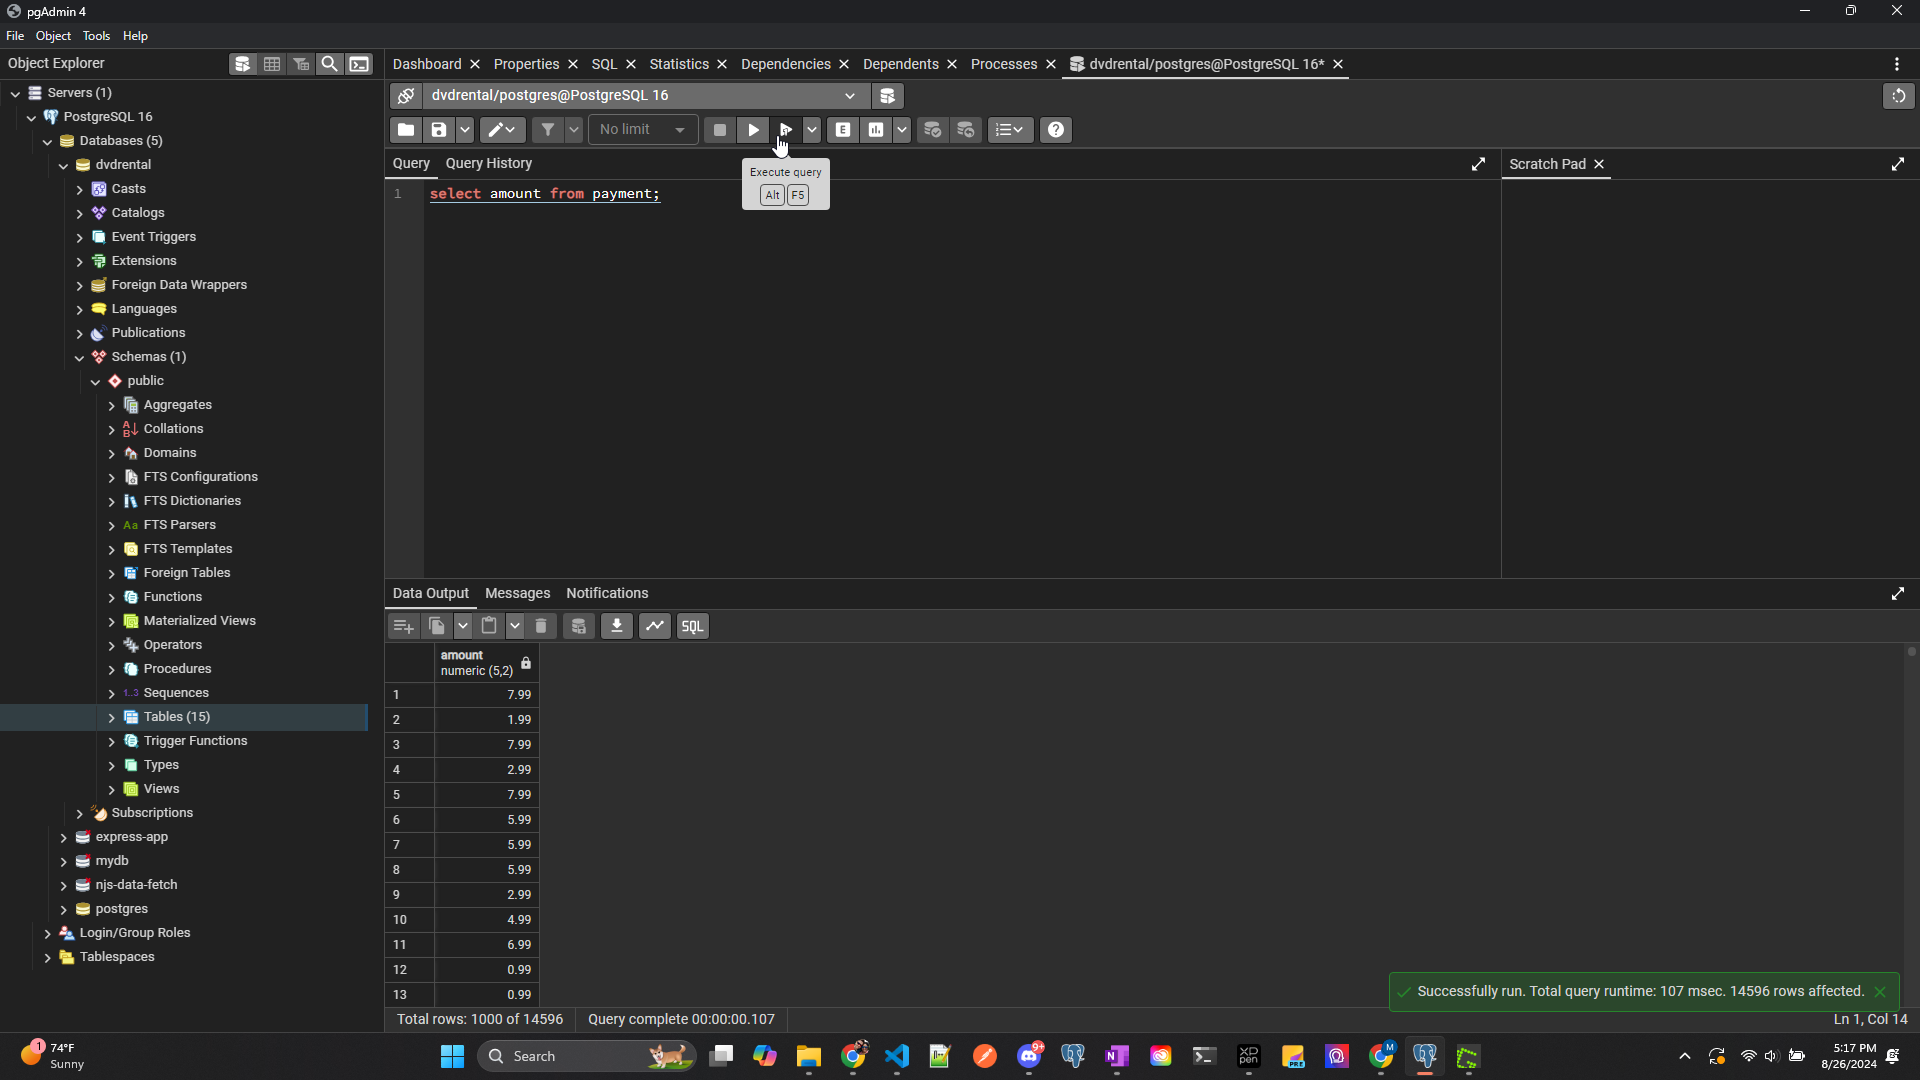 pgAdmin 4
File Object Tools Help
Object Explorer
Dashboard Properties SQL Statistics Dependencies Dependents Processes dvdrental/postgres@PostgreSQL 16*
Servers (1)
PostgreSQL 16
Databases (5)
dvdrental
Casts
Catalogs
Event Triggers
Extensions
Foreign Data Wrappers
Languages
Publications
Schemas (1)
public
Aggregates
Collations
Domains
FTS Configurations
FTS Dictionaries
Aa FTS Parsers
FTS Templates
Foreign Tables
Functions
Materialized Views
Operators
Procedures
1..3 Sequences
Tables (15)
Trigger Functions
Types
Views
Subscriptions
express-app
mydb
njs-data-fetch
postgres
Login/Group Roles
Tablespaces
dvdrental/postgres@PostgreSQL 16
No limit
E
Query Query History
Scratch Pad
Execute query
Alt F5
1 select amount from payment;
Data Output Messages Notifications
SQL
amount
numeric (5,2)
1 7.99
2 1.99
3 7.99
4 2.99
5 7.99
6 5.99
7 5.99
8 5.99
9 2.99
10 4.99
11 6.99
12 0.99
13 0.99
Successfully run. Total query runtime: 107 msec. 14596 rows affected.
Total rows: 1000 of 14596 Query complete 00:00:00.107
Ln 1, Col 14
1
74°F
Sunny
Search
9+
XP
pen
PRE
M
5:17 PM
8/26/2024